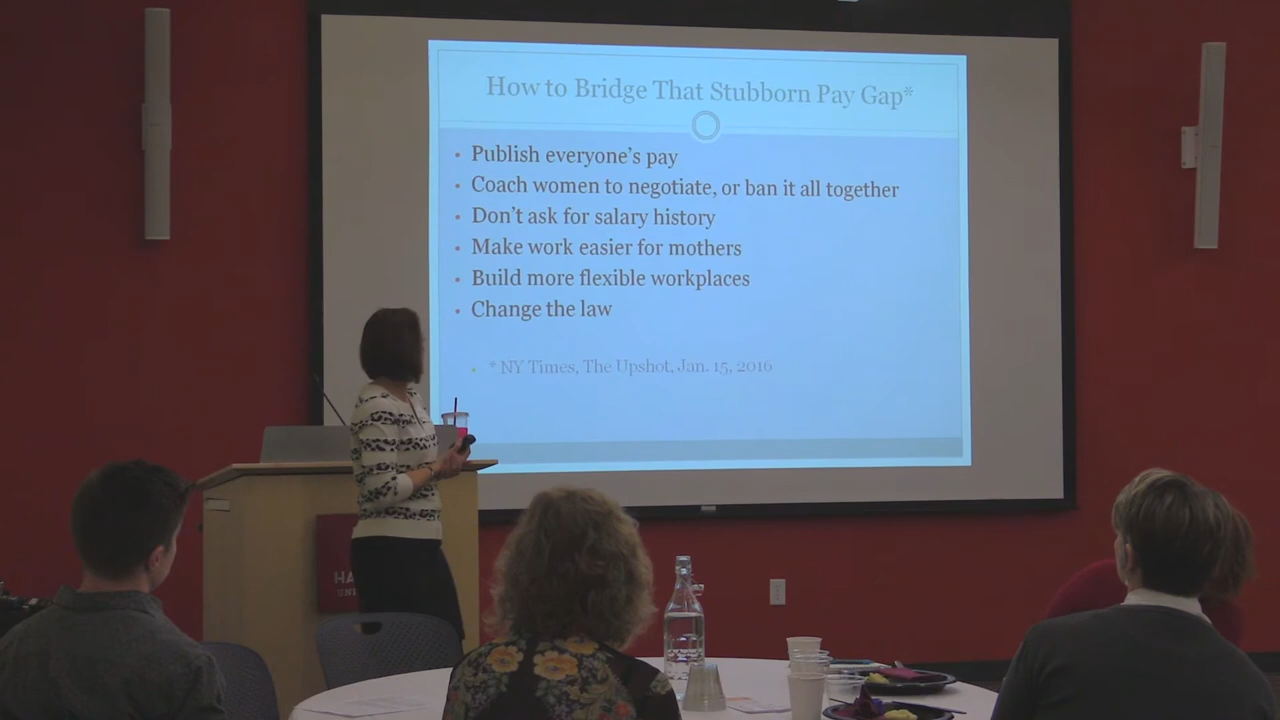 How to Bridge That Stubborn Pay Gap*
• Publish everyone's pay
• Coach women to negotiate, or ban it all together
• Don't ask for salary history
• Make work easier for mothers
• Build more flexible workplaces
• Change the law
• * NY Times, The Upshot, Jan. 15, 2016